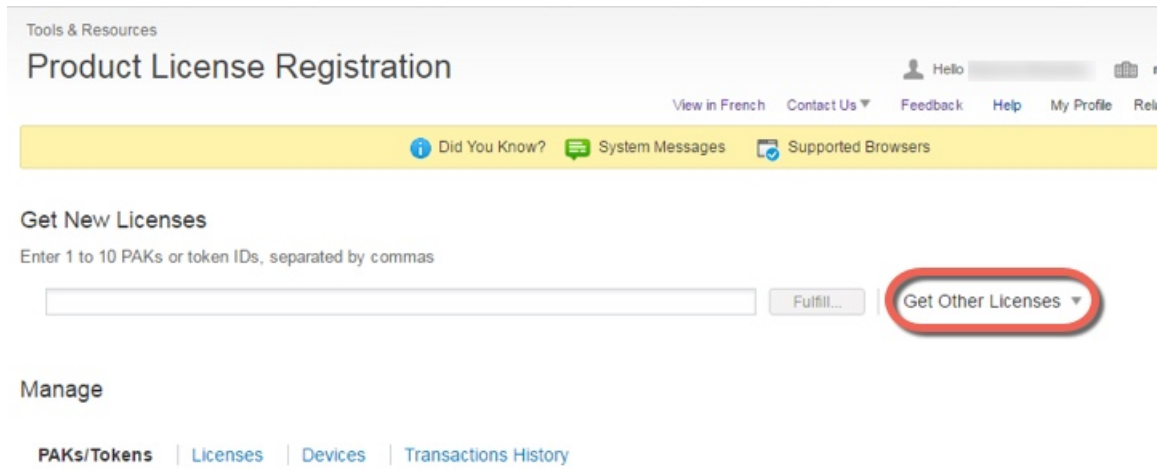 Tools & Resources
Product License Registration
Hello
View in French Contact Us Feedback Help My Profile
Did You Know? System Messages Supported Browsers
Get New Licenses
Enter 1 to 10 PAKs or token IDs, separated by commas
Fulfill... Get Other Licenses
Manage
PAKs/Tokens Licenses Devices Transactions History